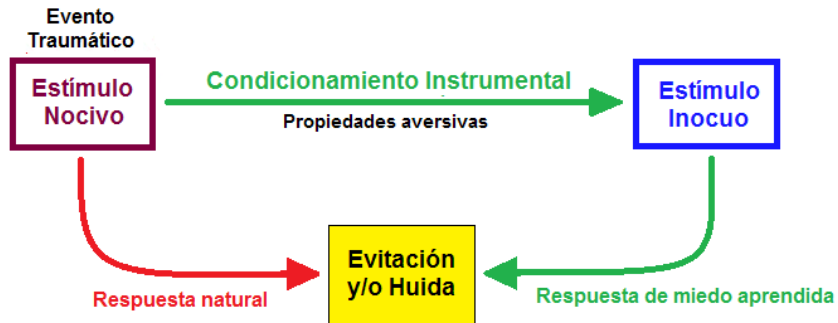 Evento
Traumático
Estímulo
Nocivo
Condicionamiento Instrumental
Propiedades aversivas
Estímulo
Inocuo
Evitación
y/o Huida
Respuesta natural
Respuesta de miedo aprendida